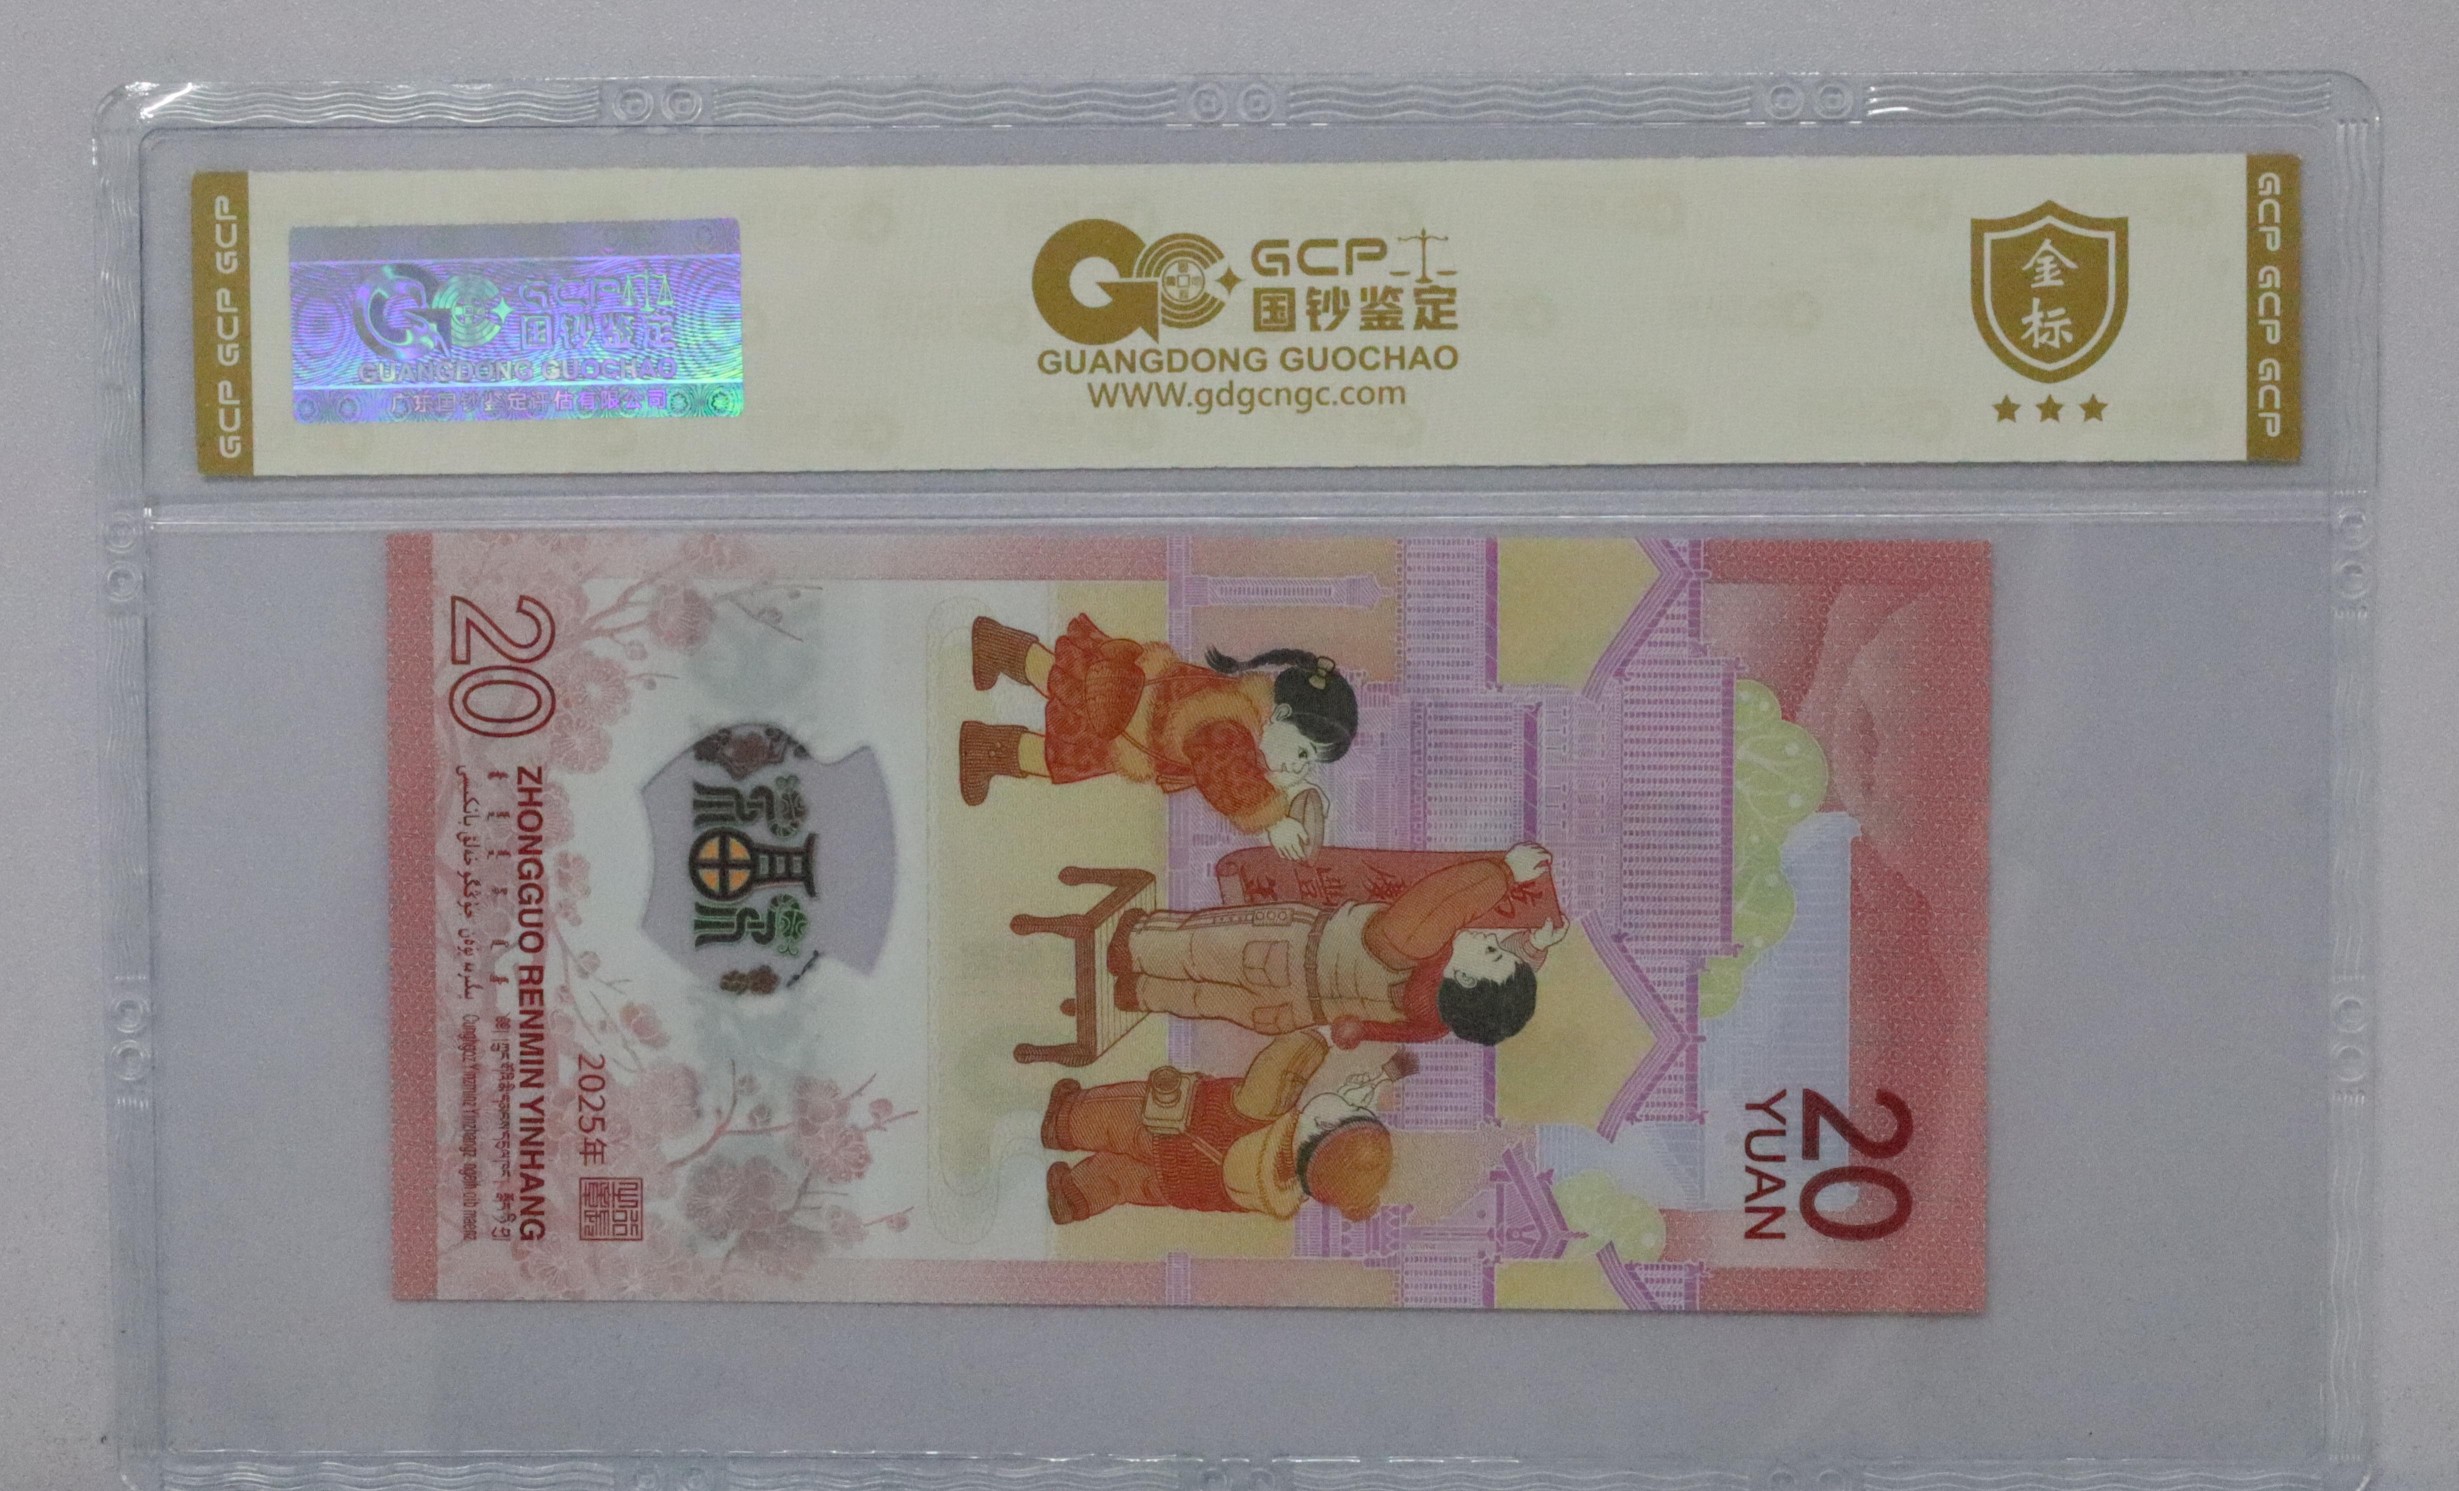 GCP GCP GCP
GCP
国钞鉴定
GUANGDONG GUOCHAO
广东国钞鉴定评估有限公司
GCP
国钞鉴定
GUANGDONG GUOCHAO
WWW.gdgcngc.com
金
标
GCP GCP GCP
20
YUAN
20
ZHONGGUO RENMIN YINHANG
2025年